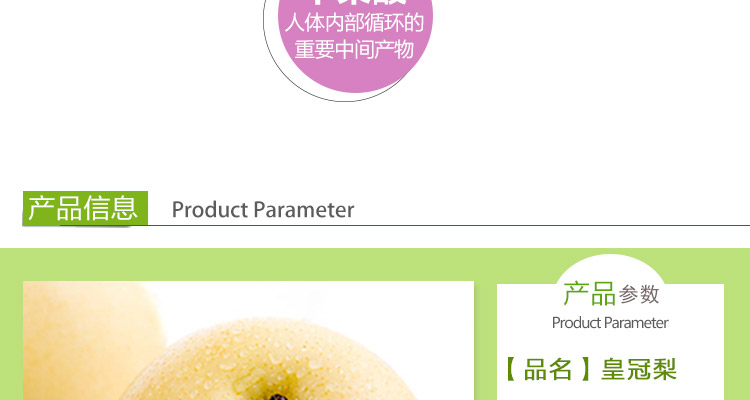 人体内部循环的
重要中间产物
产品信息 Product Parameter
产品参数
Product Parameter
【品名】皇冠梨